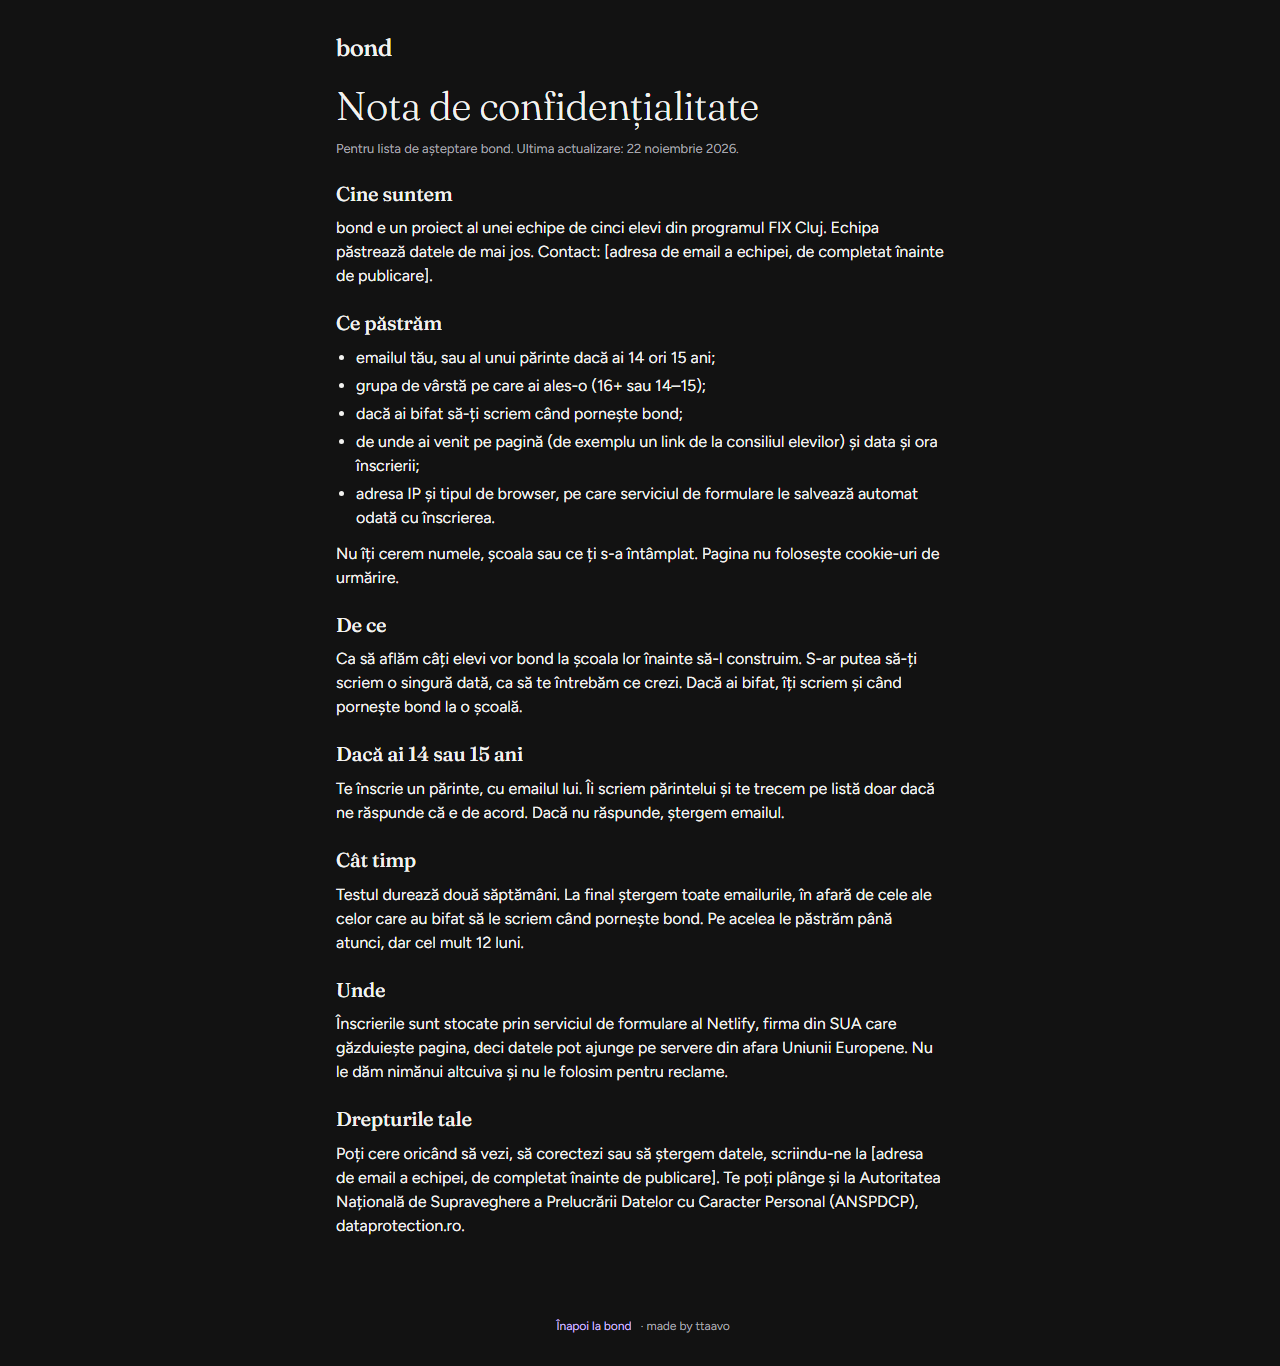 bond
Nota de confidențialitate
Pentru lista de așteptare bond. Ultima actualizare: 22 noiembrie 2026.
Cine suntem
bond e un proiect al unei echipe de cinci elevi din programul FIX Cluj. Echipa
păstrează datele de mai jos. Contact: [adresa de email a echipei, de completat înainte
de publicare].
Ce păstrăm
• emailul tău, sau al unui părinte dacă ai 14 ori 15 ani;
• grupa de vârstă pe care ai ales-o (16+ sau 14–15);
• dacă ai bifat să-ți scriem când pornește bond;
• de unde ai venit pe pagină (de exemplu un link de la consiliul elevilor) și data și ora
înscrierii;
• adresa IP și tipul de browser, pe care serviciul de formulare le salvează automat
odată cu înscrierea.
Nu îți cerem numele, școala sau ce ți s-a întâmplat. Pagina nu folosește cookie-uri de
urmărire.
De ce
Ca să aflăm câți elevi vor bond la școala lor înainte să-l construim. S-ar putea să-ți
scriem o singură dată, ca să te întrebăm ce crezi. Dacă ai bifat, îți scriem și când
pornește bond la o școală.
Dacă ai 14 sau 15 ani
Te înscrie un părinte, cu emailul lui. Îi scriem părintelui și te trecem pe listă doar dacă
ne răspunde că e de acord. Dacă nu răspunde, ștergem emailul.
Cât timp
Testul durează două săptămâni. La final ștergem toate emailurile, în afară de cele ale
celor care au bifat să le scriem când pornește bond. Pe acelea le păstrăm până
atunci, dar cel mult 12 luni.
Unde
Înscrierile sunt stocate prin serviciul de formulare al Netlify, firma din SUA care
găzduiește pagina, deci datele pot ajunge pe servere din afara Uniunii Europene. Nu
le dăm nimănui altcuiva și nu le folosim pentru reclame.
Drepturile tale
Poți cere oricând să vezi, să corectezi sau să ștergem datele, scriindu-ne la [adresa
de email a echipei, de completat înainte de publicare]. Te poți plânge și la Autoritatea
Națională de Supraveghere a Prelucrării Datelor cu Caracter Personal (ANSPDCP),
dataprotection.ro.
Înapoi la bond · made by ttaavo